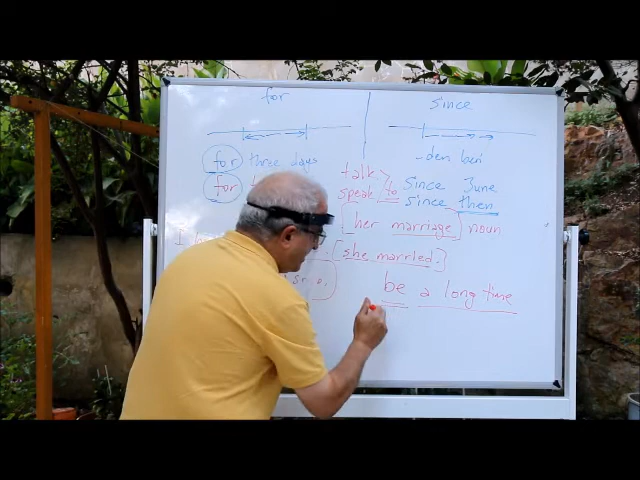 for since
for three days -den beri
for talk since June
speak to since then
I [her marriage] noun
. [she married.]
be a long time